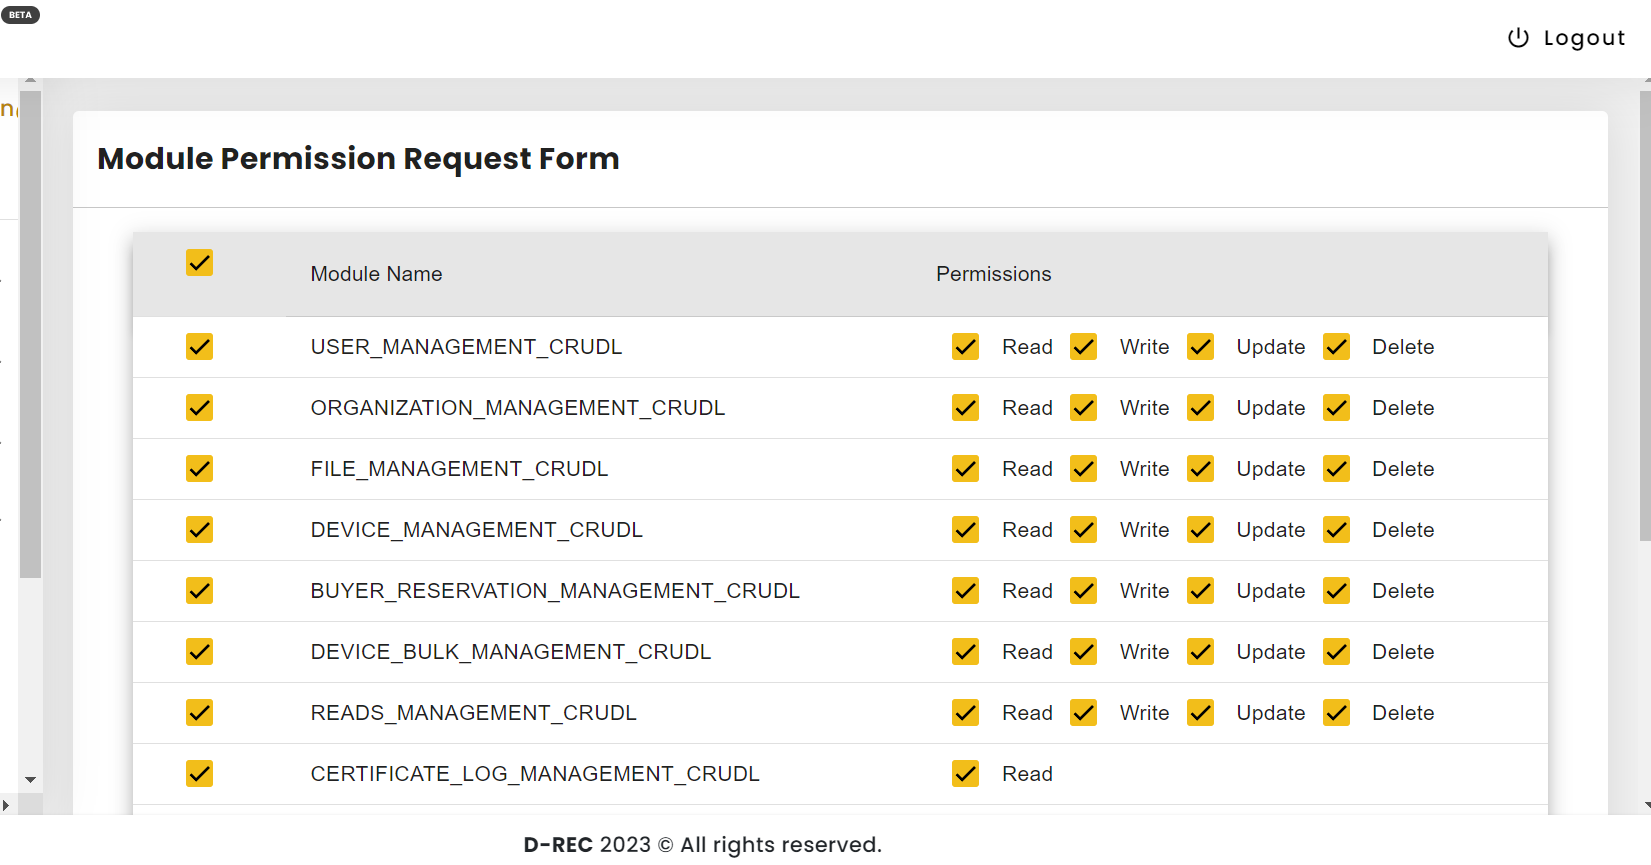 BETA
Logout
Module Permission Request Form
Module Name Permissions
USER_MANAGEMENT_CRUDL Read Write Update Delete
ORGANIZATION_MANAGEMENT_CRUDL Read Write Update Delete
FILE_MANAGEMENT_CRUDL Read Write Update Delete
DEVICE_MANAGEMENT_CRUDL Read Write Update Delete
BUYER_RESERVATION_MANAGEMENT_CRUDL Read Write Update Delete
DEVICE_BULK_MANAGEMENT_CRUDL Read Write Update Delete
READS_MANAGEMENT_CRUDL Read Write Update Delete
CERTIFICATE_LOG_MANAGEMENT_CRUDL Read
D-REC 2023 © All rights reserved.